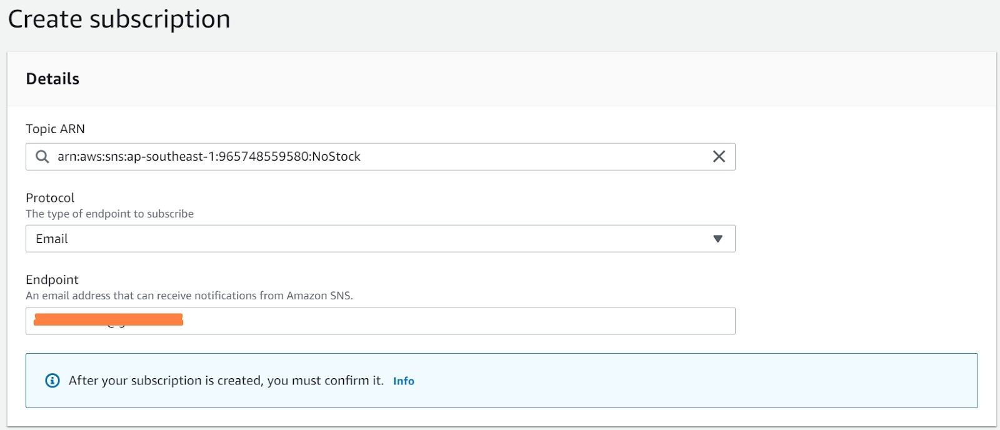 Create subscription
Details
Topic ARN
arn:aws:sns:ap-southeast-1:965748559580:NoStock
Protocol
The type of endpoint to subscribe
Email
Endpoint
An email address that can receive notifications from Amazon SNS.
After your subscription is created, you must confirm it. Info